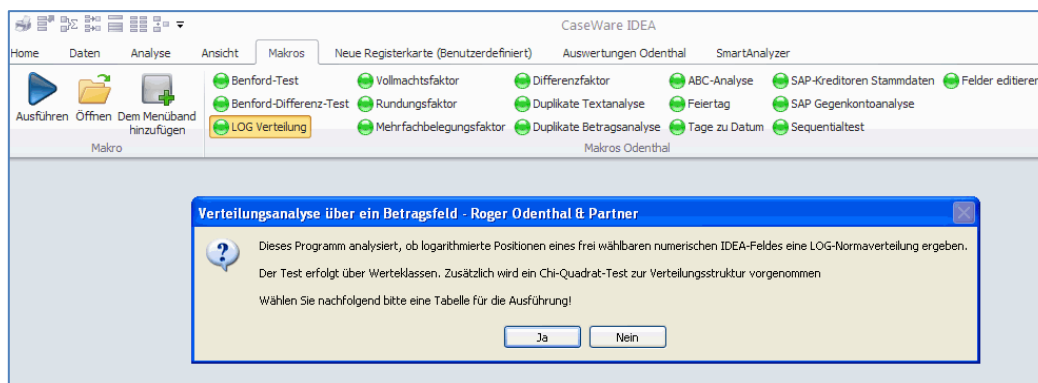 CaseWare IDEA
Home Daten Analyse Ansicht Makros Neue Registerkarte (Benutzerdefiniert) Auswertungen Odenthal SmartAnalyzer
Benford-Test Vollmachtsfaktor Differenzfaktor ABC-Analyse SAP-Kreditoren Stammdaten Felder editieren
Benford-Differenz-Test Rundungsfaktor Duplikate Textanalyse Feiertag SAP Gegenkontoanalyse
Ausführen Öffnen Dem Menüband hinzufügen
LOG Verteilung Mehrfachbelegungsfaktor Duplikate Betragsanalyse Tage zu Datum Sequentialtest
Makro Makros Odenthal
Verteilungsanalyse über ein Betragsfeld - Roger Odenthal & Partner
Dieses Programm analysiert, ob logarithmierte Positionen eines frei wählbaren numerischen IDEA-Feldes eine LOG-Normaverteilung ergeben.
Der Test erfolgt über Werteklassen. Zusätzlich wird ein Chi-Quadrat-Test zur Verteilungsstruktur vorgenommen
Wählen Sie nachfolgend bitte eine Tabelle für die Ausführung!
Ja Nein